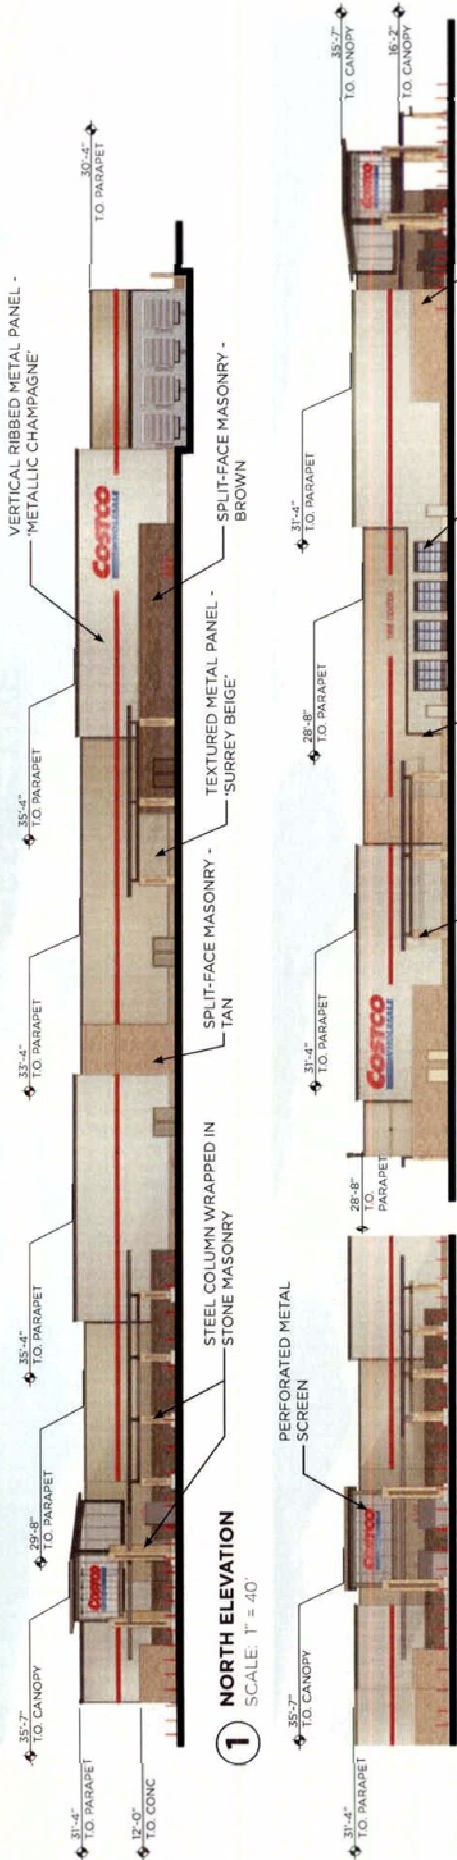 35'-7"
T.O. CANOPY
29'-8"
T.O. PARAPET
35'-4"
T.O. PARAPET
33'-4"
T.O. PARAPET
35'-4"
T.O. PARAPET
VERTICAL RIBBED METAL PANEL -
"METALLIC CHAMPAGNE"
30'-4"
T.O. PARAPET
31'-4"
T.O. PARAPET
12'-0"
T.O. CONC
COSTCO
COSTCO
WHOLESALE
STEEL COLUMN WRAPPED IN
STONE MASONRY
SPLIT-FACE MASONRY -
TAN
TEXTURED METAL PANEL -
"SURREY BEIGE"
SPLIT-FACE MASONRY -
BROWN
1
NORTH ELEVATION
SCALE: 1" = 40'
35'-7"
T.O. CANOPY
PERFORATED METAL
SCREEN
31'-4"
T.O. PARAPET
COSTCO
28'-8"
T.O.
PARAPET
31'-4"
T.O. PARAPET
28'-8"
T.O. PARAPET
31'-4"
T.O. PARAPET
35'-7"
T.O. CANOPY
16'-2"
T.O. CANOPY
COSTCO
WHOLESALE
TIRE CENTER
COSTCO